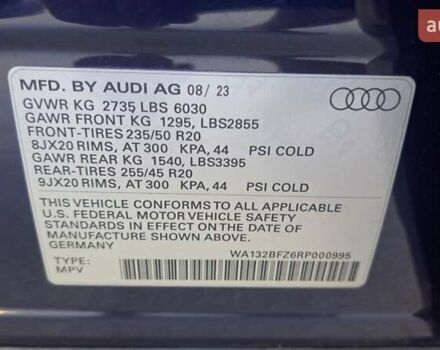 au
MFD. BY AUDI AG 08/ 23
GVWR KG 2735 LBS 6030
GAWR FRONT KG 1295, LBS2855
FRONT-TIRES 235/50 R20
8JX20 RIMS, AT 300 KPA, 44 PSI COLD
GAWR REAR KG 1540, LBS3395
REAR-TIRES 255/45 R20
9JX20 RIMS, AT 300 KPA, 44 PSI COLD
THIS VEHICLE CONFORMS TO ALL APPLICABLE
U.S. FEDERAL MOTOR VEHICLE SAFETY
STANDARDS IN EFFECT ON THE DATE OF
MANUFACTURE SHOWN ABOVE.
GERMANY
WA132BFZ6RP000995
TYPE:
MPV